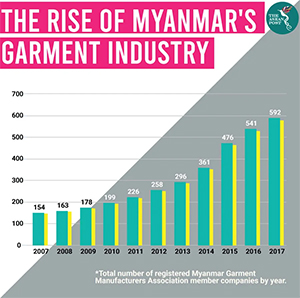 THE RISE OF MYANMAR'S
GARMENT INDUSTRY
THE
ASEAN
POST
700
600
500
400
300
200
100
0
154
163
178
199
226
258
296
361
476
541
592
2007 2008 2009 2010 2011 2012 2013 2014 2015 2016 2017
*Total number of registered Myanmar Garment
Manufacturers Association member companies by year.